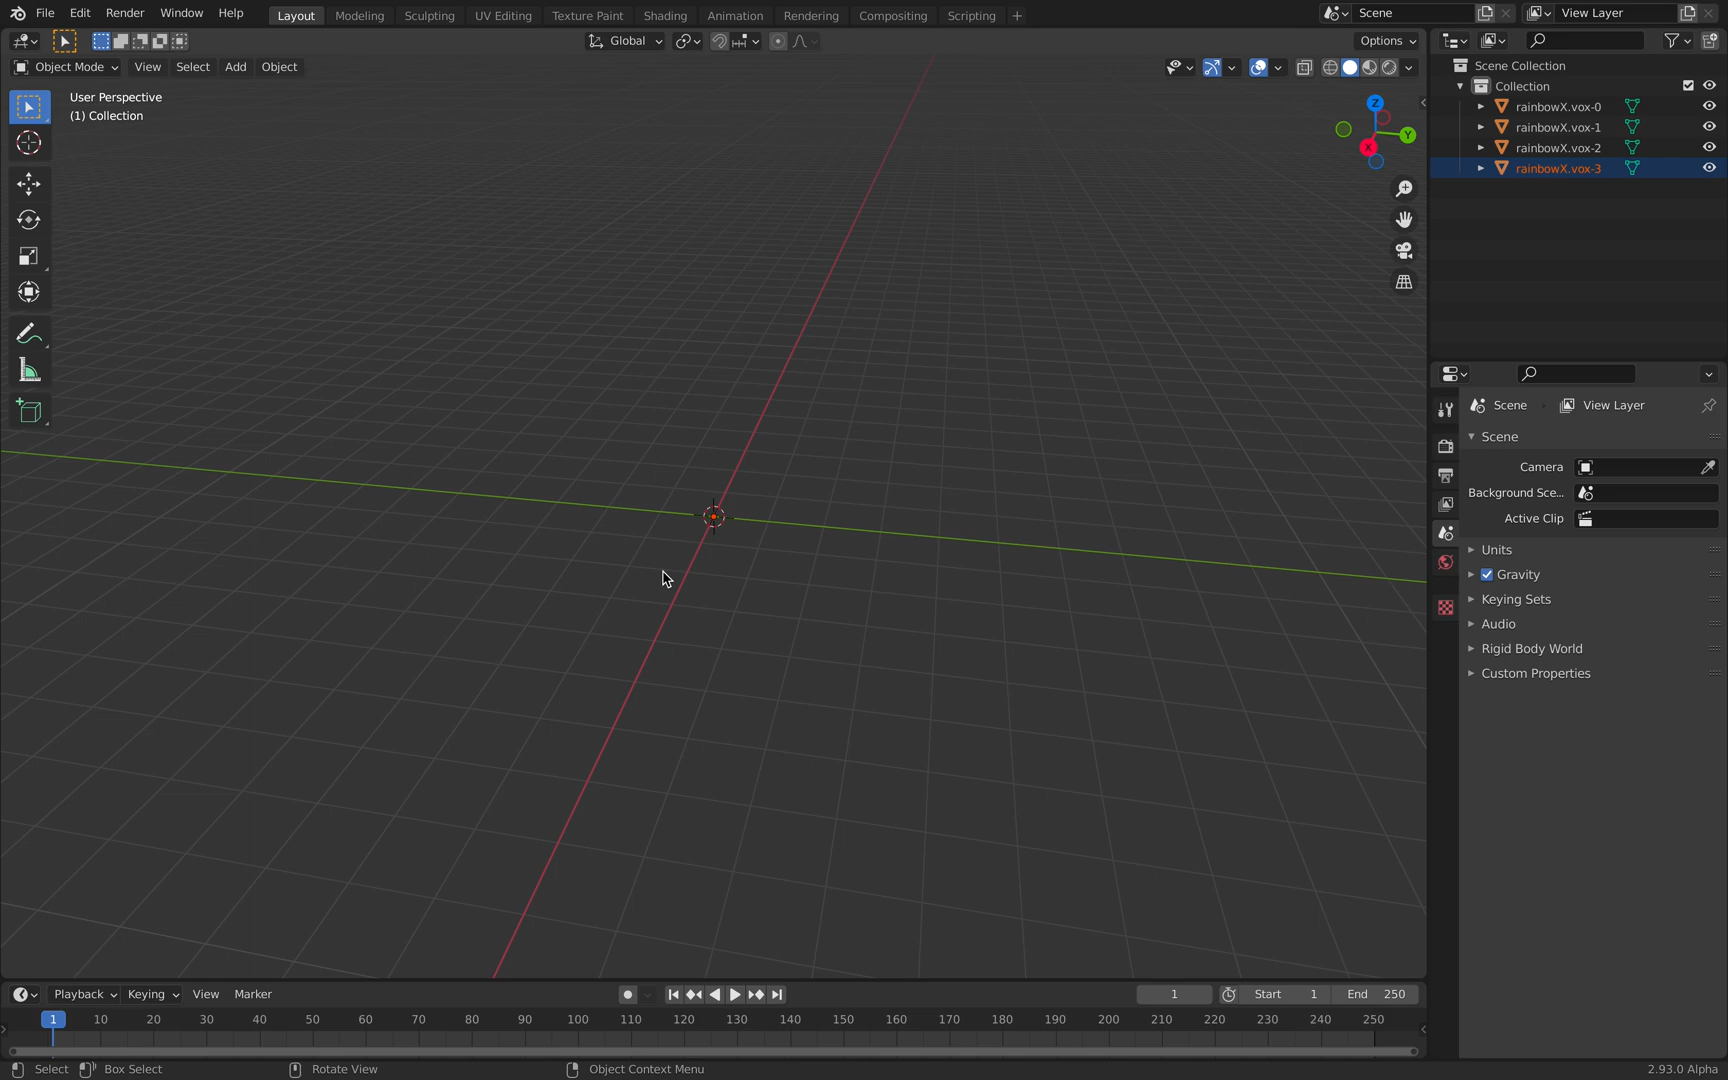 File Edit Render Window Help Layout Modeling Sculpting UV Editing Texture Paint Shading Animation Rendering Compositing Scripting + Scene View Layer
Global Options
Object Mode View Select Add Object
User Perspective
(1) Collection
Z
Y
X
Scene Collection
Collection
rainbowX.vox-0
rainbowX.vox-1
rainbowX.vox-2
rainbowX.vox-3
Scene View Layer
Scene
Camera
Background Sce...
Active Clip
Units
Gravity
Keying Sets
Audio
Rigid Body World
Custom Properties
Playback Keying View Marker 1 Start 1 End 250
1 10 20 30 40 50 60 70 80 90 100 110 120 130 140 150 160 170 180 190 200 210 220 230 240 250
Select Box Select Rotate View Object Context Menu 2.93.0 Alpha